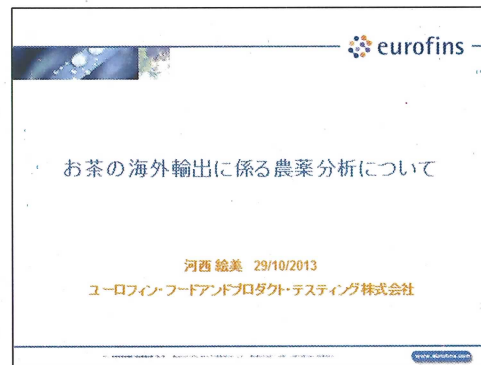 eurofins
お茶の海外輸出に係る農薬分析について
河西 絵美 29/10/2013
ユーロフィン・フードアンドプロダクト・テスティング株式会社
www.eurofins.com